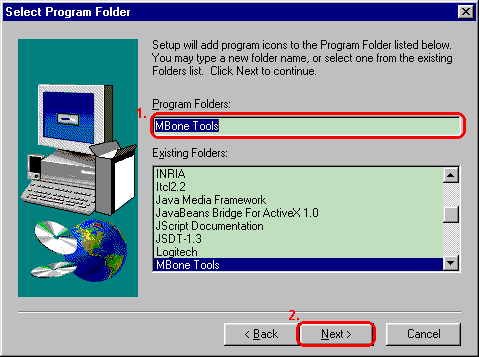 Select Program Folder
Setup will add program icons to the Program Folder listed below.
You may type a new folder name, or select one from the existing
Folders list.  Click Next to continue.
Program Folders:
1.
MBone Tools
Existing Folders:
INRIA
Itcl2.2
Java Media Framework
JavaBeans Bridge For ActiveX 1.0
JScript Documentation
JSDT-1.3
Logitech
MBone Tools
2.
< Back
Next >
Cancel